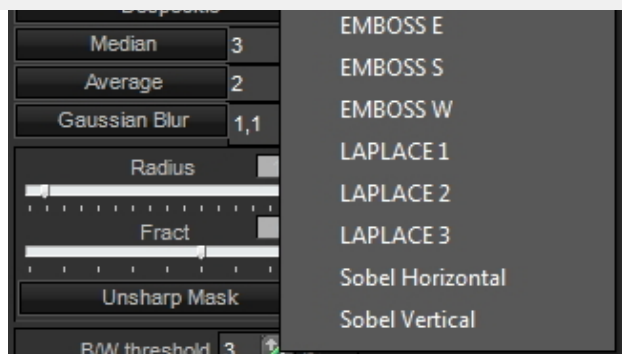 Despeckle
Median 3
Average 2
Gaussian Blur 1,1
Radius
Fract
Unsharp Mask
B/W threshold 3
EMBOSS E
EMBOSS S
EMBOSS W
LAPLACE 1
LAPLACE 2
LAPLACE 3
Sobel Horizontal
Sobel Vertical